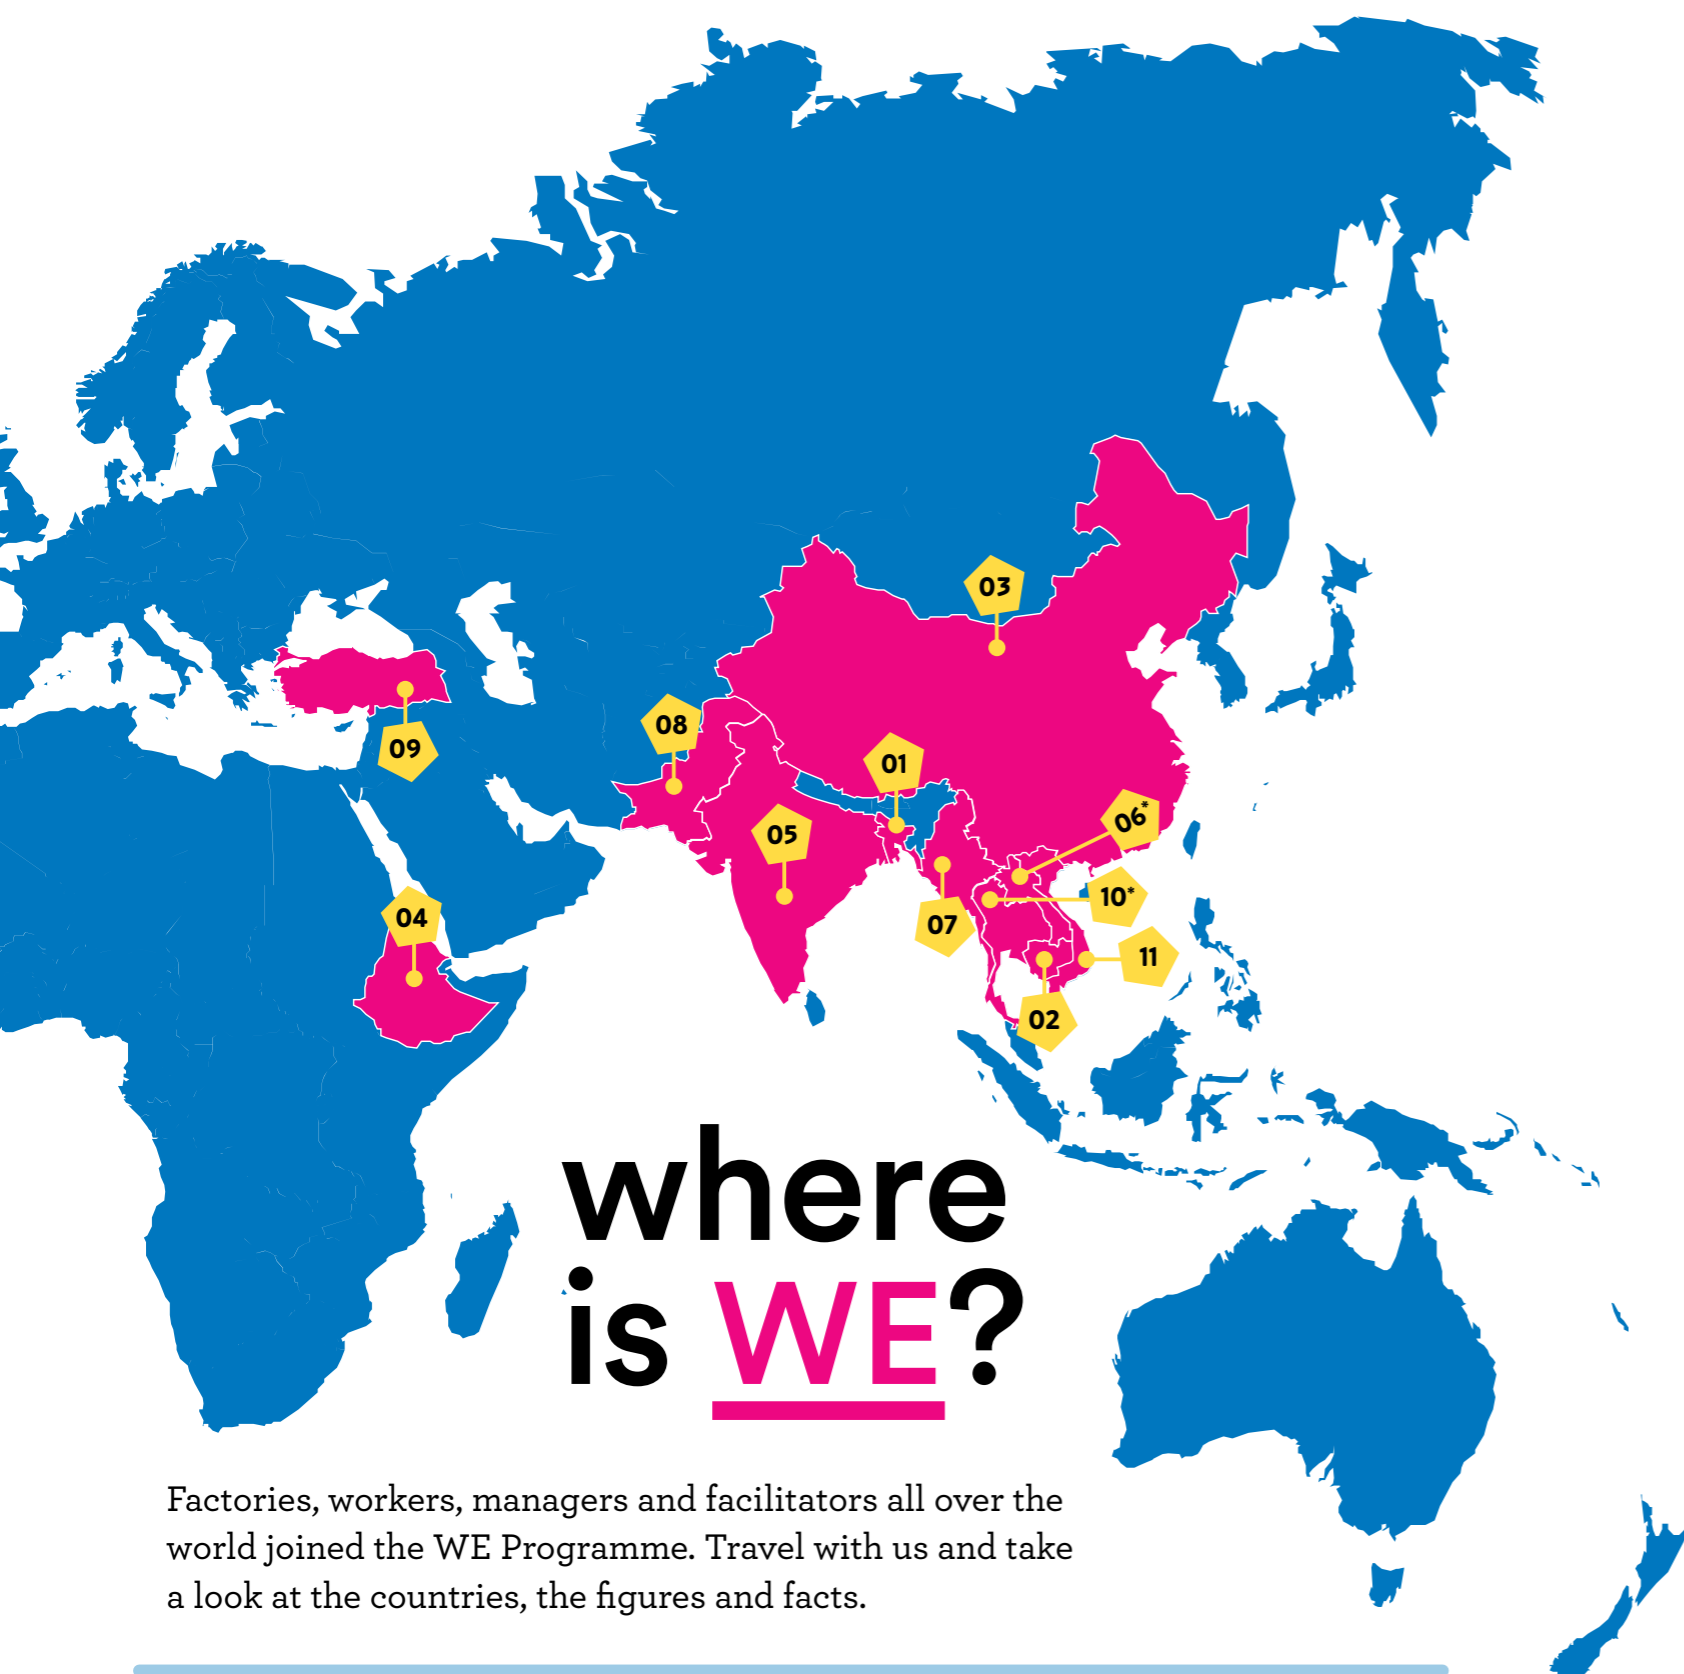 03
08
09
01
06*
05
10*
04
07
11
02
where
is WE?
Factories, workers, managers and facilitators all over the
world joined the WE Programme. Travel with us and take
a look at the countries, the figures and facts.